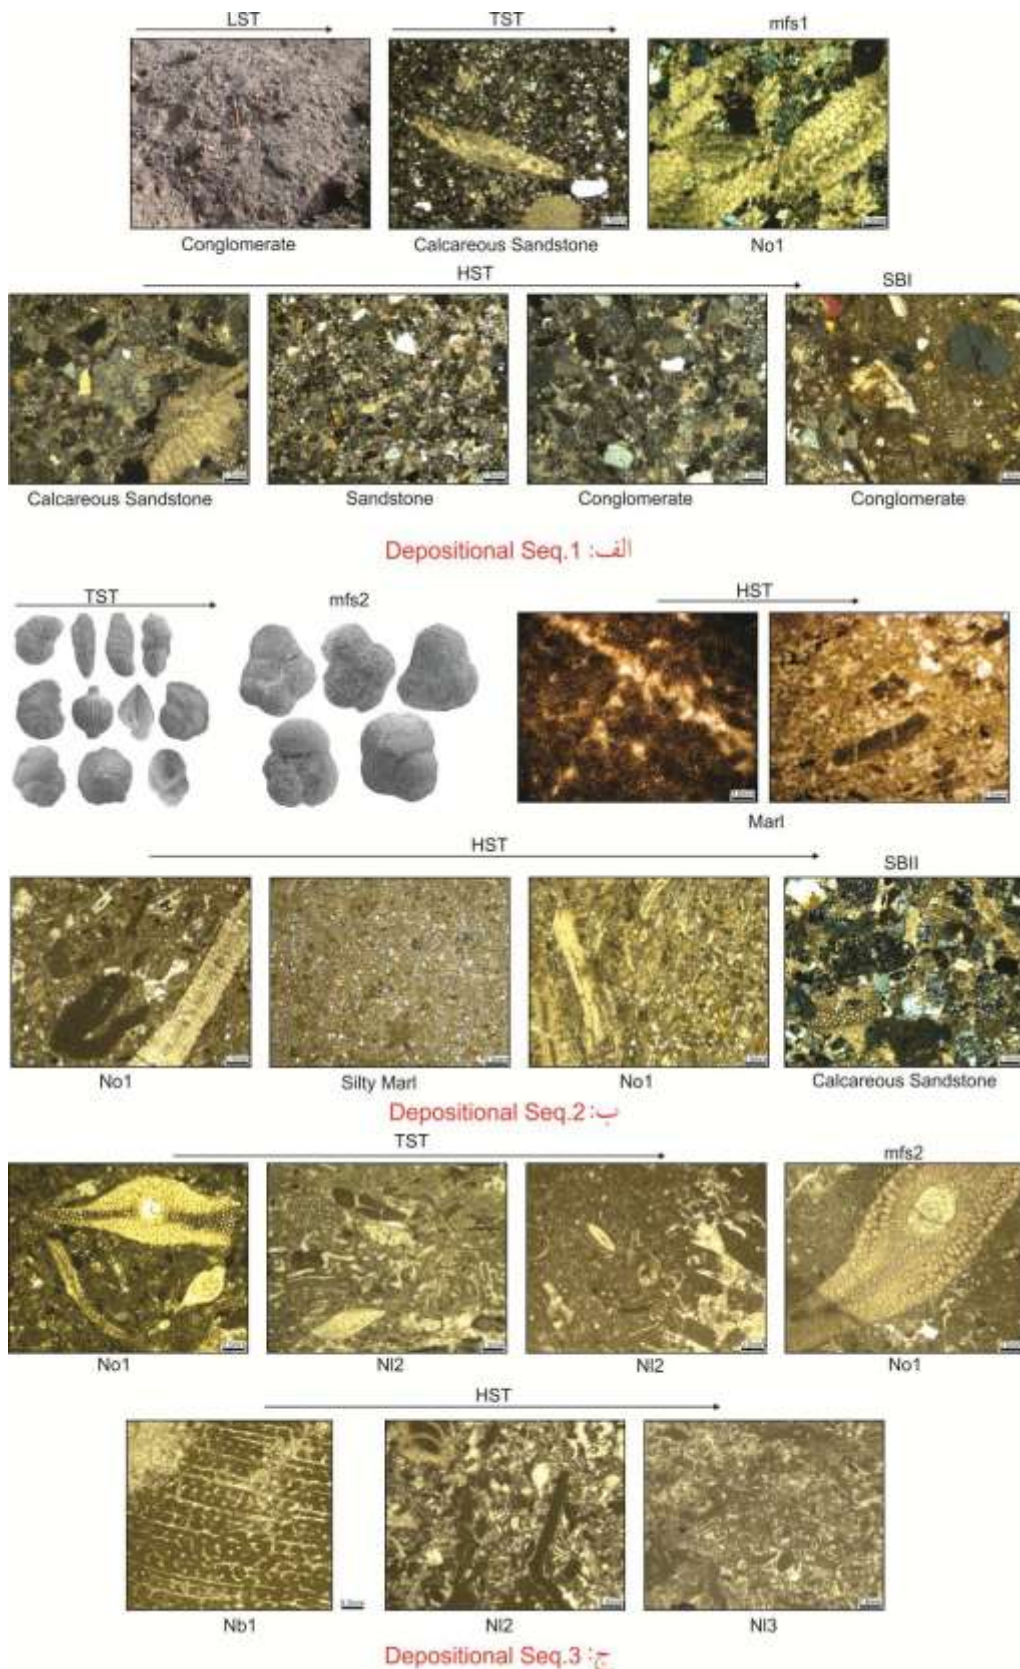 LST TST mfs1
Conglomerate Calcareous Sandstone No1
HST SBI
Calcareous Sandstone Sandstone Conglomerate Conglomerate
Depositional Seq.1 :الف
TST mfs2 HST
Marl
HST SBII
No1 Silty Marl No1 Calcareous Sandstone
Depositional Seq.2 :ب
TST mfs2
No1 Nl2 Nl2 No1
HST
Nb1 Nl2 Nl3
Depositional Seq.3 :ج